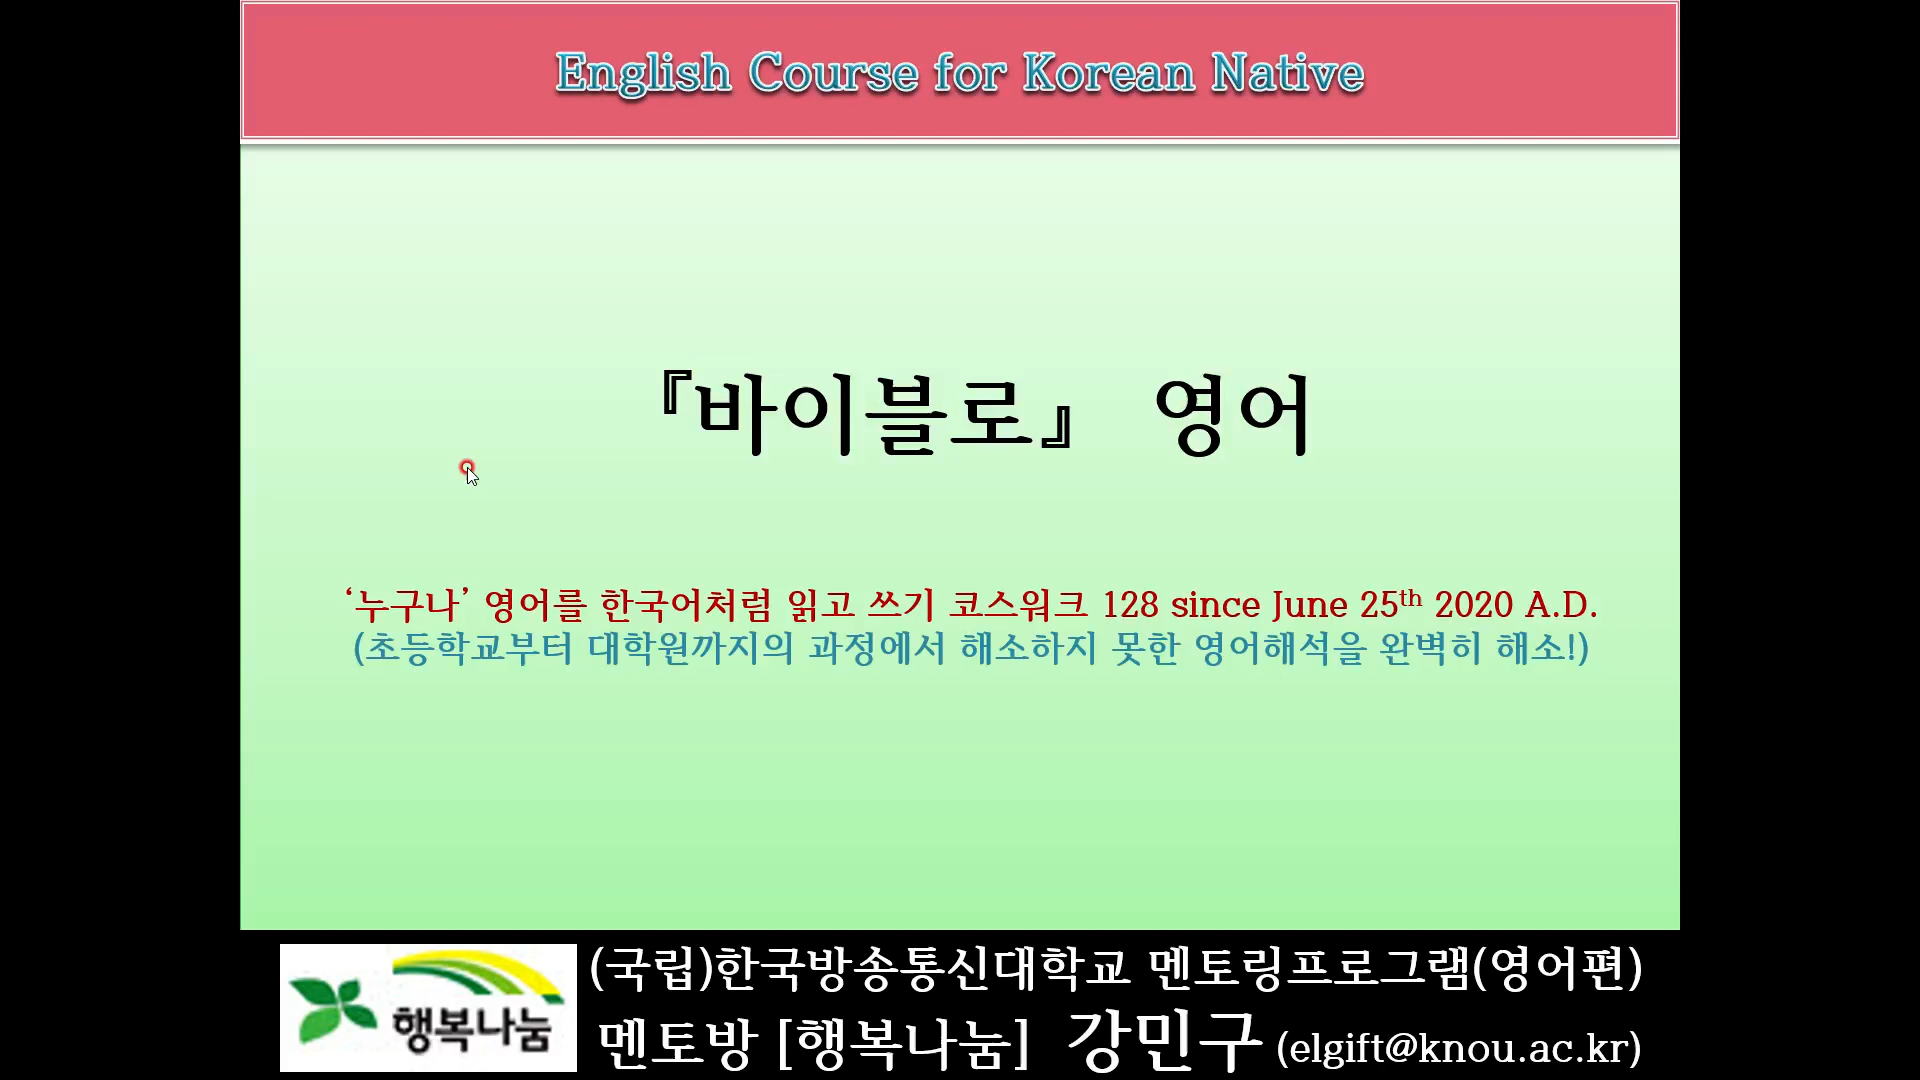 English Course for Korean Native
『바이블로』 영어
‘누구나’ 영어를 한국어처럼 읽고 쓰기 코스워크 128 since June 25th 2020 A.D.
(초등학교부터 대학원까지의 과정에서 해소하지 못한 영어해석을 완벽히 해소!)
행복나눔
(국립)한국방송통신대학교 멘토링프로그램(영어편)
멘토방 [행복나눔] 강민구 (elgift@knou.ac.kr)